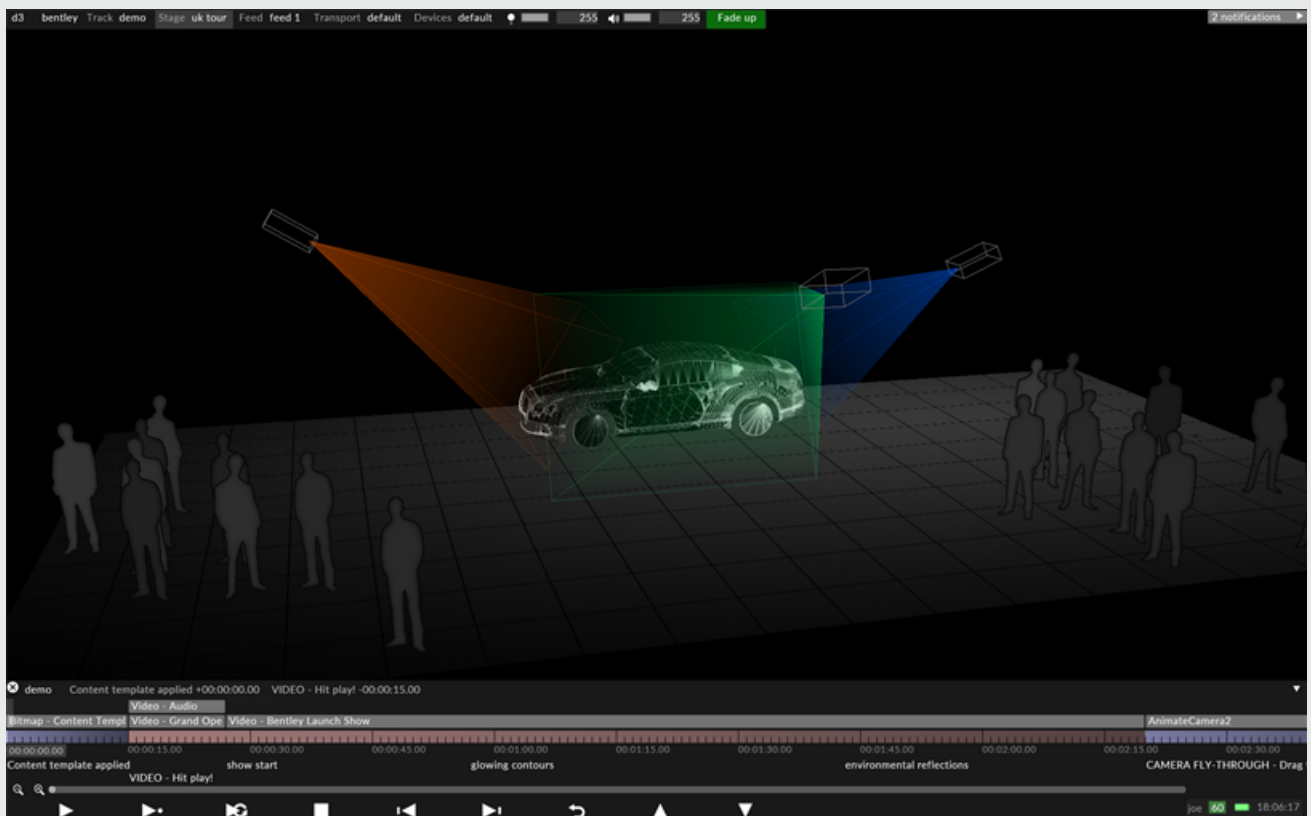 d3 bentley Track demo Stage uk tour Feed feed 1 Transport default Devices default 255 255 Fade up 2 notifications
demo Content template applied +00:00:00.00 VIDEO - Hit play! -00:00:15.00
Video - Audio
Bitmap - Content Templ Video - Grand Ope Video - Bentley Launch Show AnimateCamera2
00:00:00.00 00:00:15.00 00:00:30.00 00:00:45.00 00:01:00.00 00:01:15.00 00:01:30.00 00:01:45.00 00:02:00.00 00:02:15.00 00:02:30.00
Content template applied show start glowing contours environmental reflections CAMERA FLY-THROUGH - Drag
VIDEO - Hit play!
joe 60 18:06:17